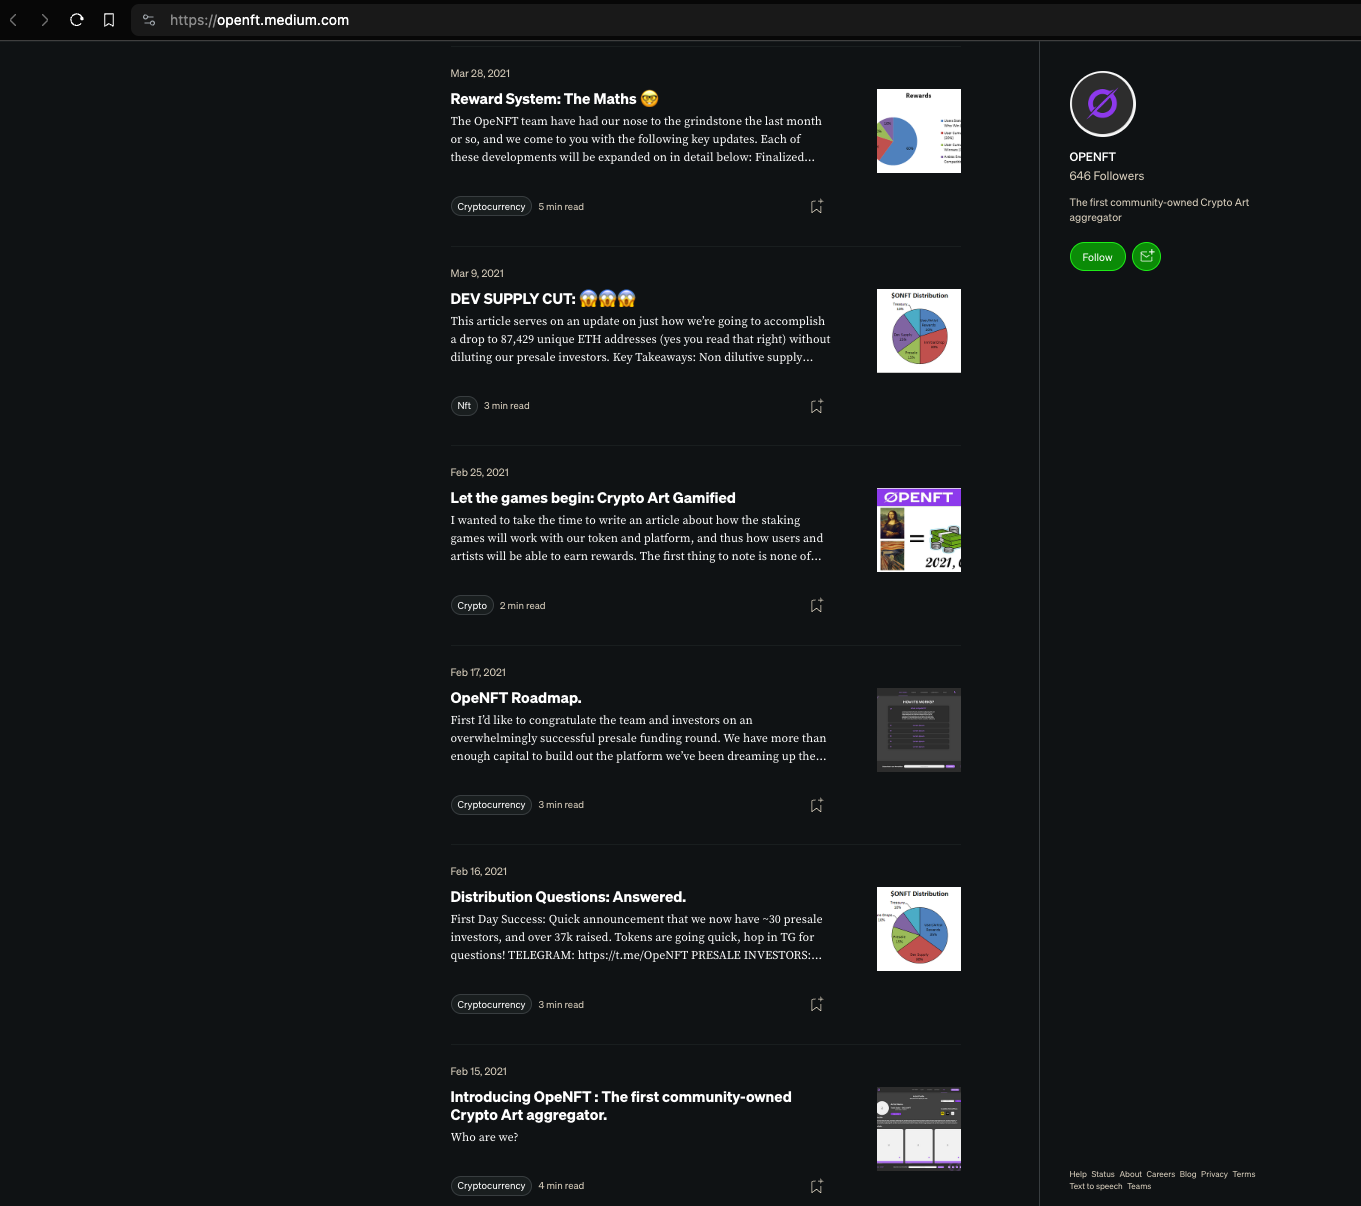 https://openft.medium.com
Mar 28, 2021
Reward System: The Maths 🤓
The OpeNFT team have had our nose to the grindstone the last month
or so, and we come to you with the following key updates. Each of
these developments will be expanded on in detail below: Finalized...
Rewards
Cryptocurrency 5 min read
Mar 9, 2021
DEV SUPPLY CUT: 😱😱😱
This article serves on an update on just how we're going to accomplish
a drop to 87,429 unique ETH addresses (yes you read that right) without
diluting our presale investors. Key Takeaways: Non dilutive supply...
$ONFT Distribution
Treasury
Nft 3 min read
Feb 25, 2021
Let the games begin: Crypto Art Gamified
I wanted to take the time to write an article about how the staking
games will work with our token and platform, and thus how users and
artists will be able to earn rewards. The first thing to note is none of...
ØPENFT
=
2021,
Crypto 2 min read
Feb 17, 2021
OpeNFT Roadmap.
First I'd like to congratulate the team and investors on an
overwhelmingly successful presale funding round. We have more than
enough capital to build out the platform we've been dreaming up the...
Cryptocurrency 3 min read
Feb 16, 2021
Distribution Questions: Answered.
First Day Success: Quick announcement that we now have ~30 presale
investors, and over 37k raised. Tokens are going quick, hop in TG for
questions! TELEGRAM: https://t.me/OpeNFT PRESALE INVESTORS:...
$ONFT Distribution
Treasury
Cryptocurrency 3 min read
Feb 15, 2021
Introducing OpeNFT : The first community-owned
Crypto Art aggregator.
Who are we?
Cryptocurrency 4 min read
OPENFT
646 Followers
The first community-owned Crypto Art
aggregator
Follow
Help Status About Careers Blog Privacy Terms
Text to speech Teams